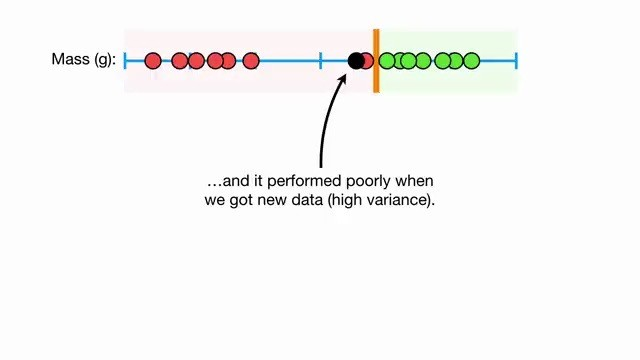 Mass (g):
…and it performed poorly when
we got new data (high variance).